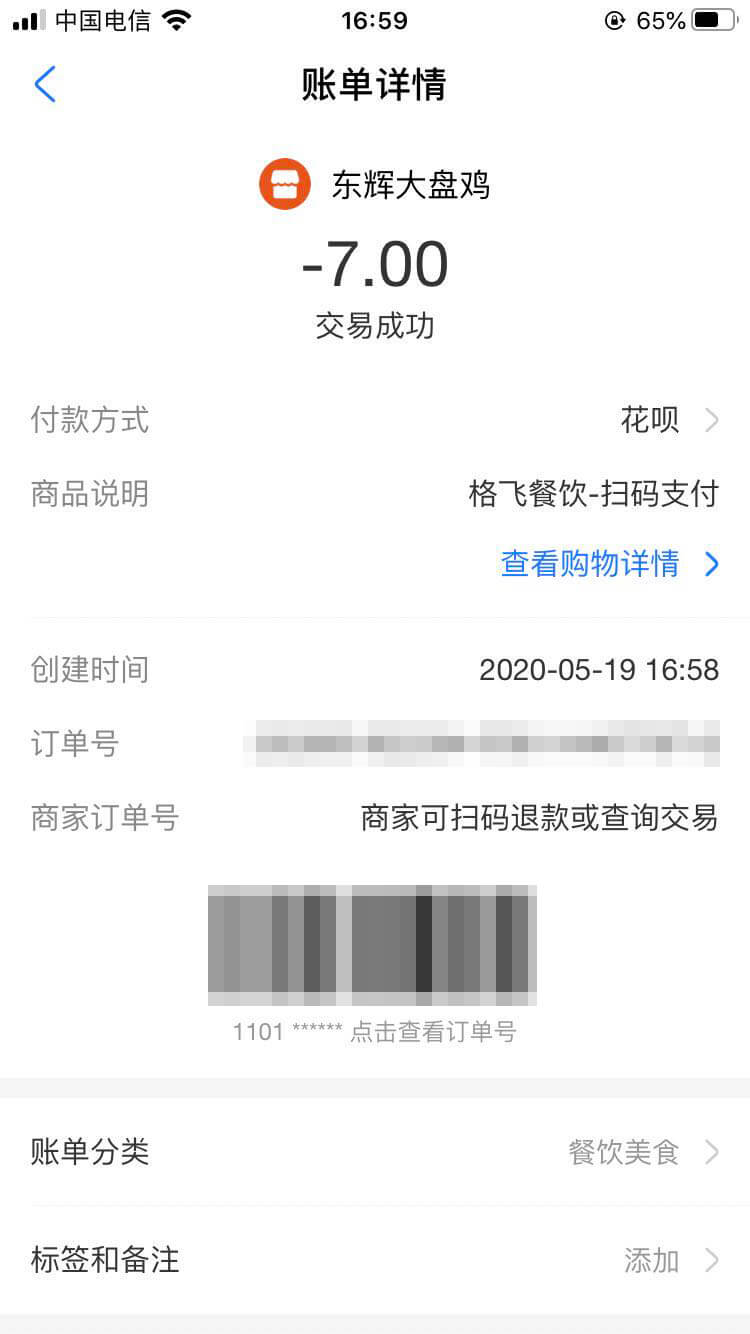 中国电信 16:59 65%
账单详情
东辉大盘鸡
-7.00
交易成功
付款方式 花呗
商品说明 格飞餐饮-扫码支付
查看购物详情
创建时间 2020-05-19 16:58
订单号
商家订单号 商家可扫码退款或查询交易
1101 ****** 点击查看订单号
账单分类 餐饮美食
标签和备注 添加